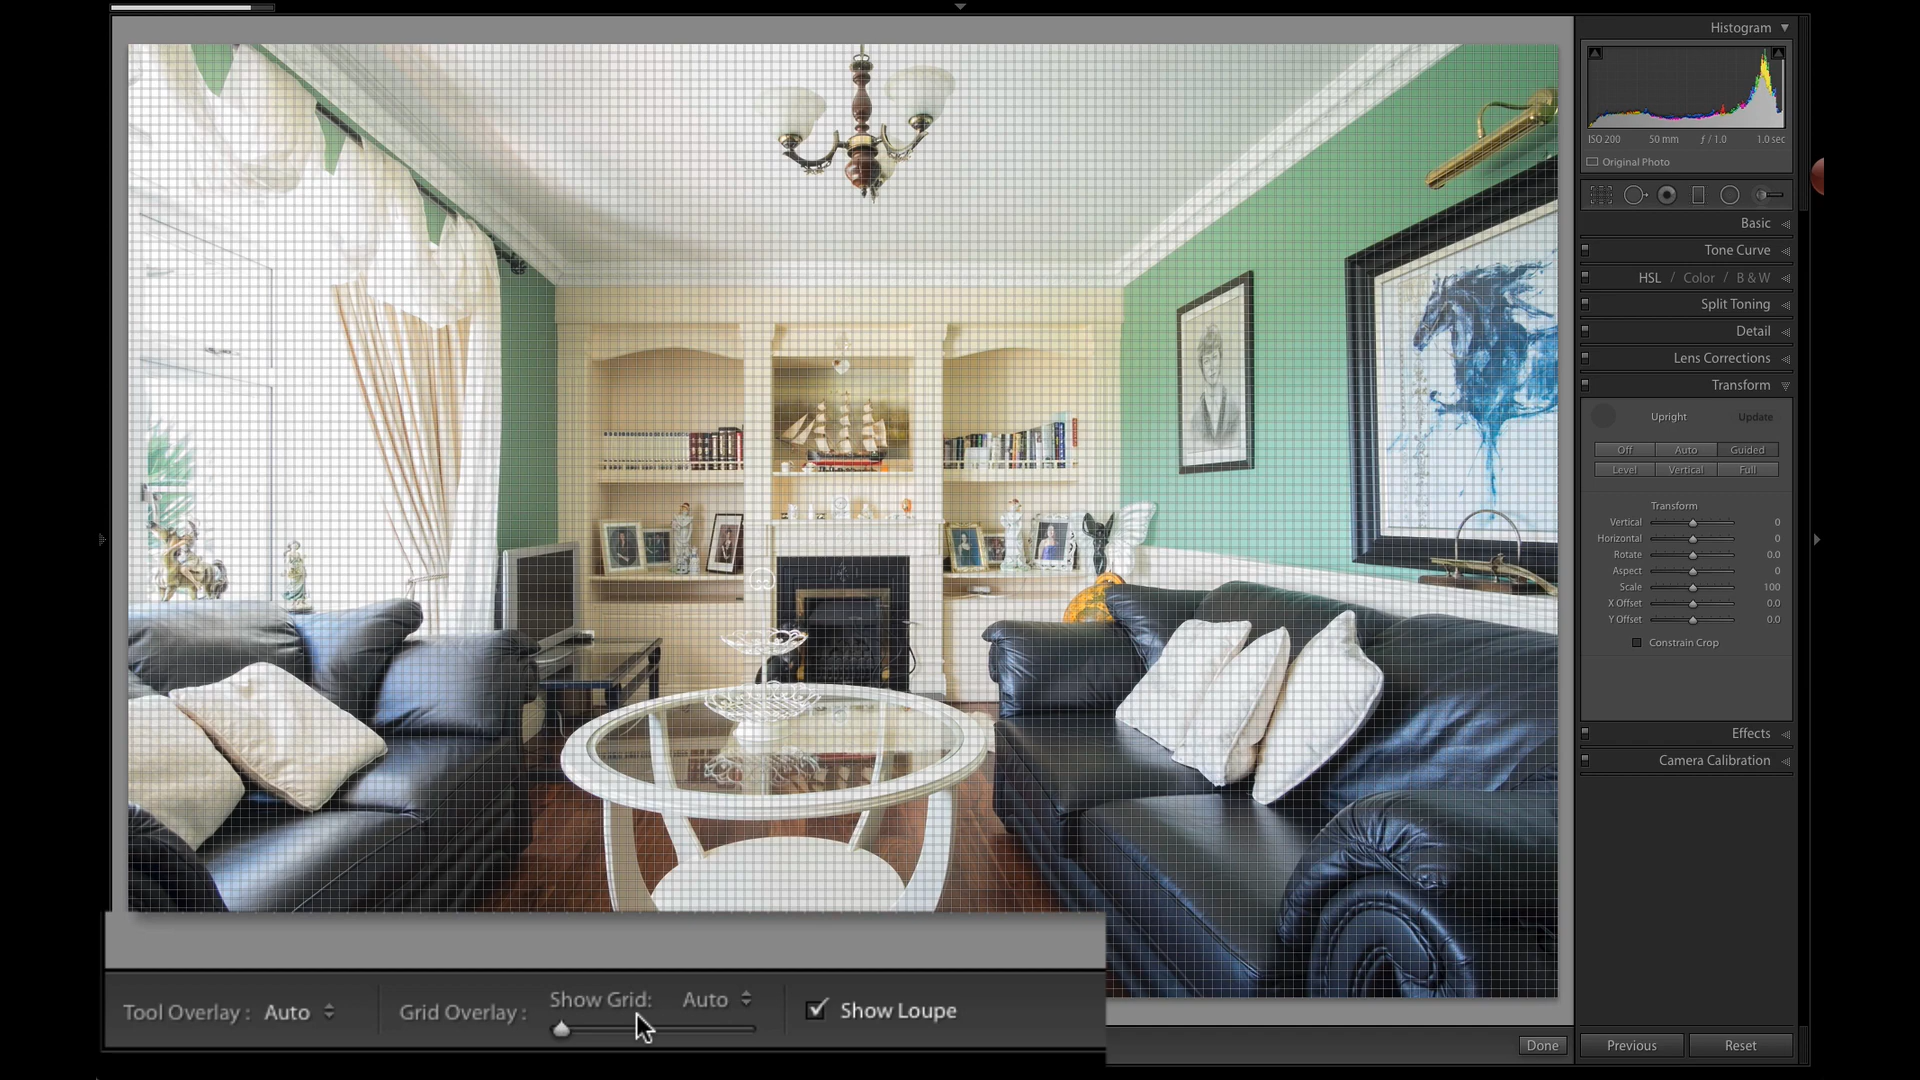 Histogram
ISO 200 50 mm ƒ / 1.0 1.0 sec
Original Photo
Basic
Tone Curve
HSL / Color / B & W
Split Toning
Detail
Lens Corrections
Transform
Upright Update
Off Auto Guided
Level Vertical Full
Transform
Vertical 0
Horizontal 0
Rotate 0.0
Aspect 0
Scale 100
X Offset 0.0
Y Offset 0.0
Constrain Crop
Effects
Camera Calibration
Tool Overlay : Auto Grid Overlay : Show Grid: Auto Show Loupe
Done Previous Reset